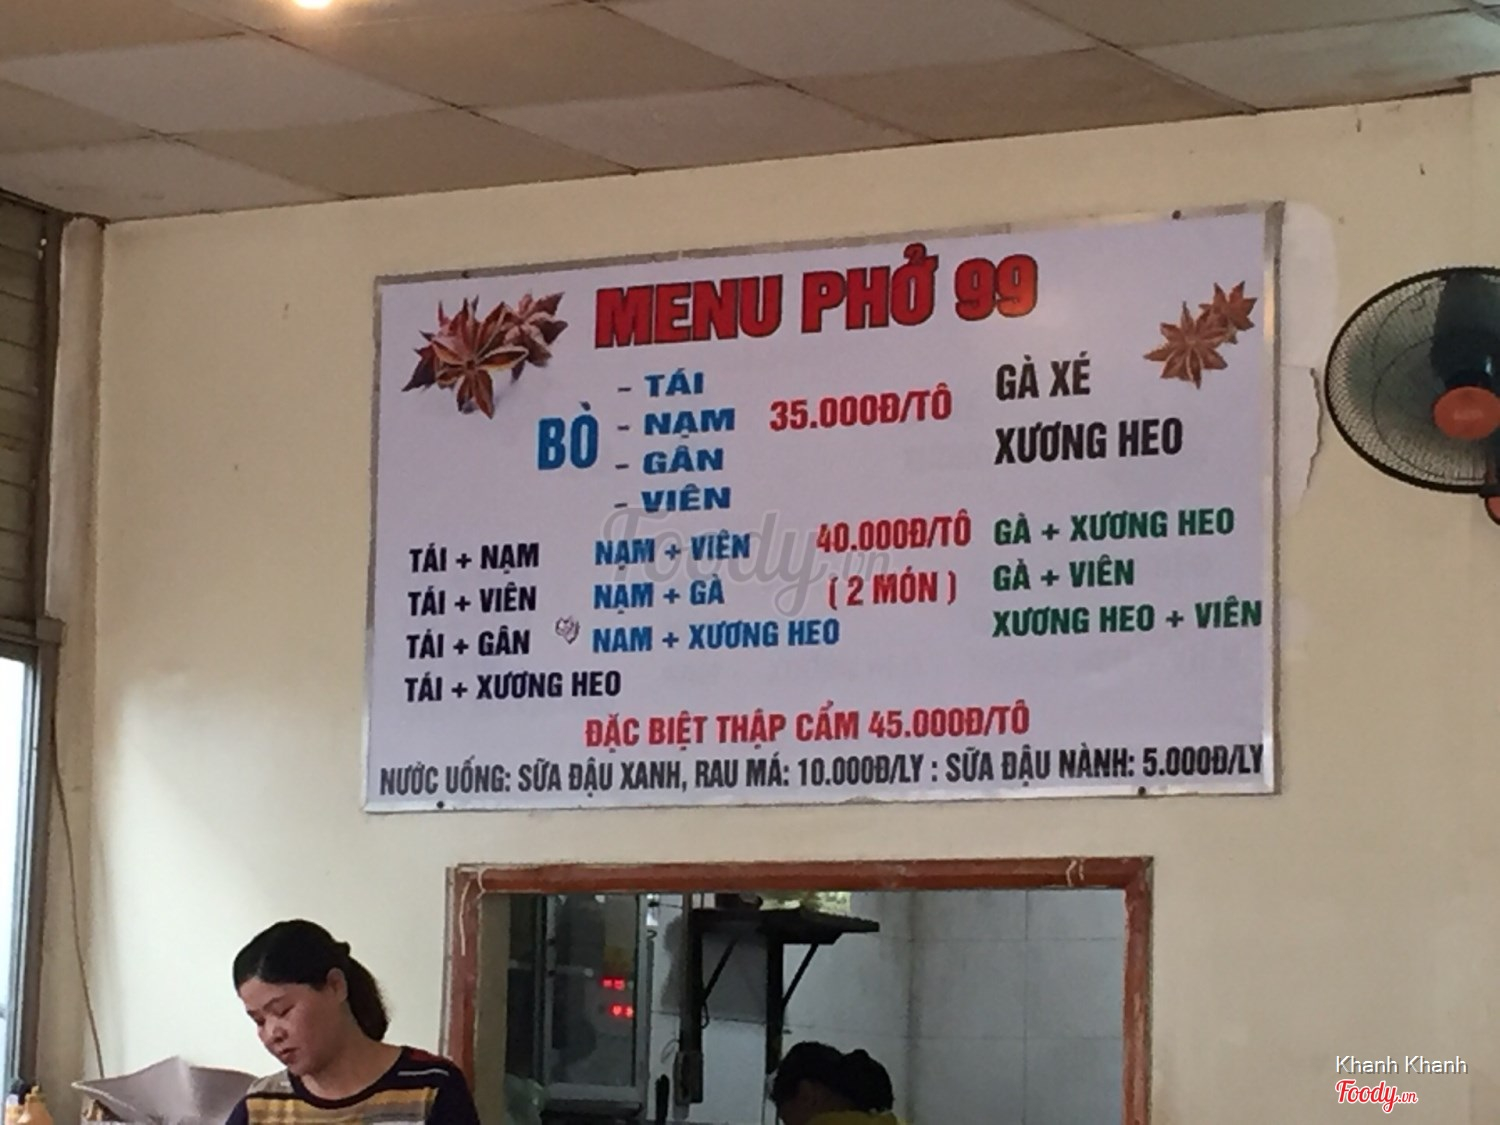 MENU PHỞ 99
BÒ
- TÁI
- NẠM
- GÂN
- VIÊN
35.000Đ/TÔ
GÀ XÉ
XƯƠNG HEO
TÁI + NẠM
TÁI + VIÊN
TÁI + GÂN
TÁI + XƯƠNG HEO
NẠM + VIÊN
NẠM + GÀ
NAM + XƯƠNG HEO
40.000Đ/TÔ
( 2 MÓN )
GÀ + XƯƠNG HEO
GÀ + VIÊN
XƯƠNG HEO + VIÊN
ĐẶC BIỆT THẬP CẨM 45.000Đ/TÔ
NƯỚC UỐNG: SỮA ĐẬU XANH, RAU MÁ: 10.000Đ/LY : SỮA ĐẬU NÀNH: 5.000Đ/LY
Foody.vn
Khanh Khanh
Foody.vn